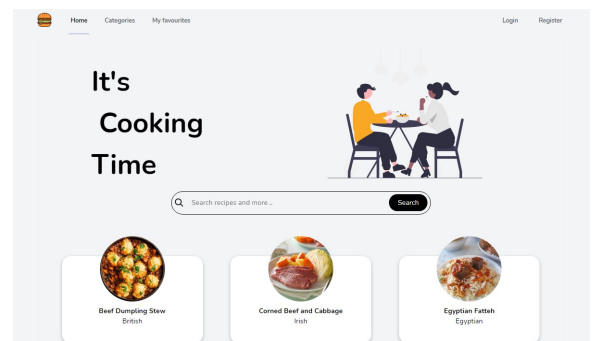 Home Categories My favourites Login Register
It's
Cooking
Time
Search recipes and more .. Search
Beef Dumpling Stew Corned Beef and Cabbage Egyptian Fatteh
British Irish Egyptian